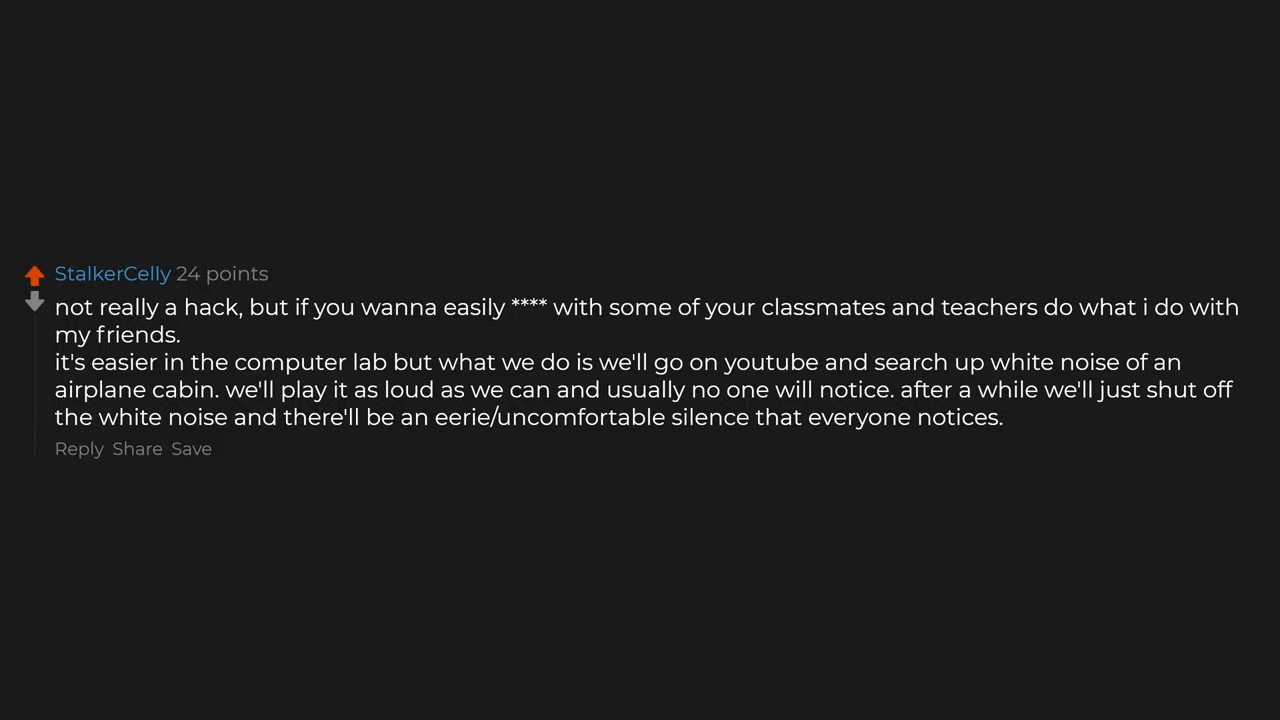 StalkerCelly 24 points
not really a hack, but if you wanna easily **** with some of your classmates and teachers do what i do with
my friends.
it's easier in the computer lab but what we do is we'll go on youtube and search up white noise of an
airplane cabin. we'll play it as loud as we can and usually no one will notice. after a while we'll just shut off
the white noise and there'll be an eerie/uncomfortable silence that everyone notices.
Reply Share Save